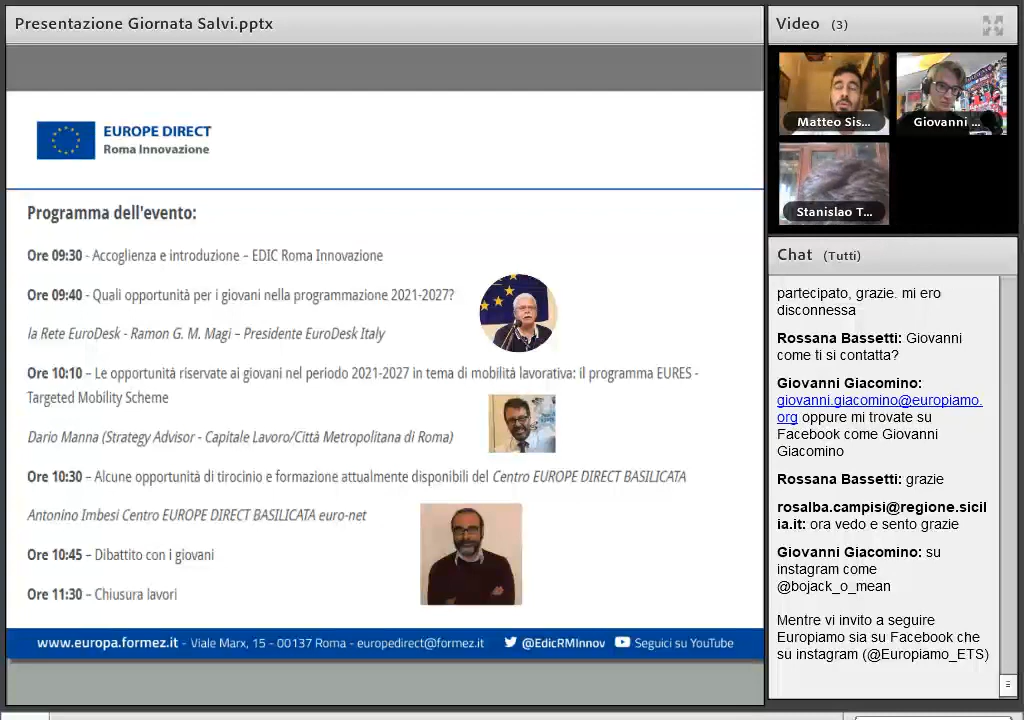 Presentazione Giornata Salvi.pptx
EUROPE DIRECT
Roma Innovazione
Programma dell'evento:
Ore 09:30 - Accoglienza e introduzione – EDIC Roma Innovazione
Ore 09:40 - Quali opportunità per i giovani nella programmazione 2021-2027?
la Rete EuroDesk - Ramon G. M. Magi – Presidente EuroDesk Italy
Ore 10:10 – Le opportunità riservate ai giovani nel periodo 2021-2027 in tema di mobilità lavorativa: il programma EURES -
Targeted Mobility Scheme
Dario Manna (Strategy Advisor - Capitale Lavoro/Città Metropolitana di Roma)
Ore 10:30 – Alcune opportunità di tirocinio e formazione attualmente disponibili del Centro EUROPE DIRECT BASILICATA
Antonino Imbesi Centro EUROPE DIRECT BASILICATA euro-net
Ore 10:45 – Dibattito con i giovani
Ore 11:30 – Chiusura lavori
www.europa.formez.it - Viale Marx, 15 - 00137 Roma - europedirect@formez.it @EdicRMInnov Seguici su YouTube
Video (3)
Matteo Sis... Giovanni ...
Stanislao T...
Chat (Tutti)
partecipato, grazie. mi ero
disconnessa
Rossana Bassetti: Giovanni
come ti si contatta?
Giovanni Giacomino:
giovanni.giacomino@europiamo.
org oppure mi trovate su
Facebook come Giovanni
Giacomino
Rossana Bassetti: grazie
rosalba.campisi@regione.sicil
ia.it: ora vedo e sento grazie
Giovanni Giacomino: su
instagram come
@bojack_o_mean
Mentre vi invito a seguire
Europiamo sia su Facebook che
su instagram (@Europiamo_ETS)